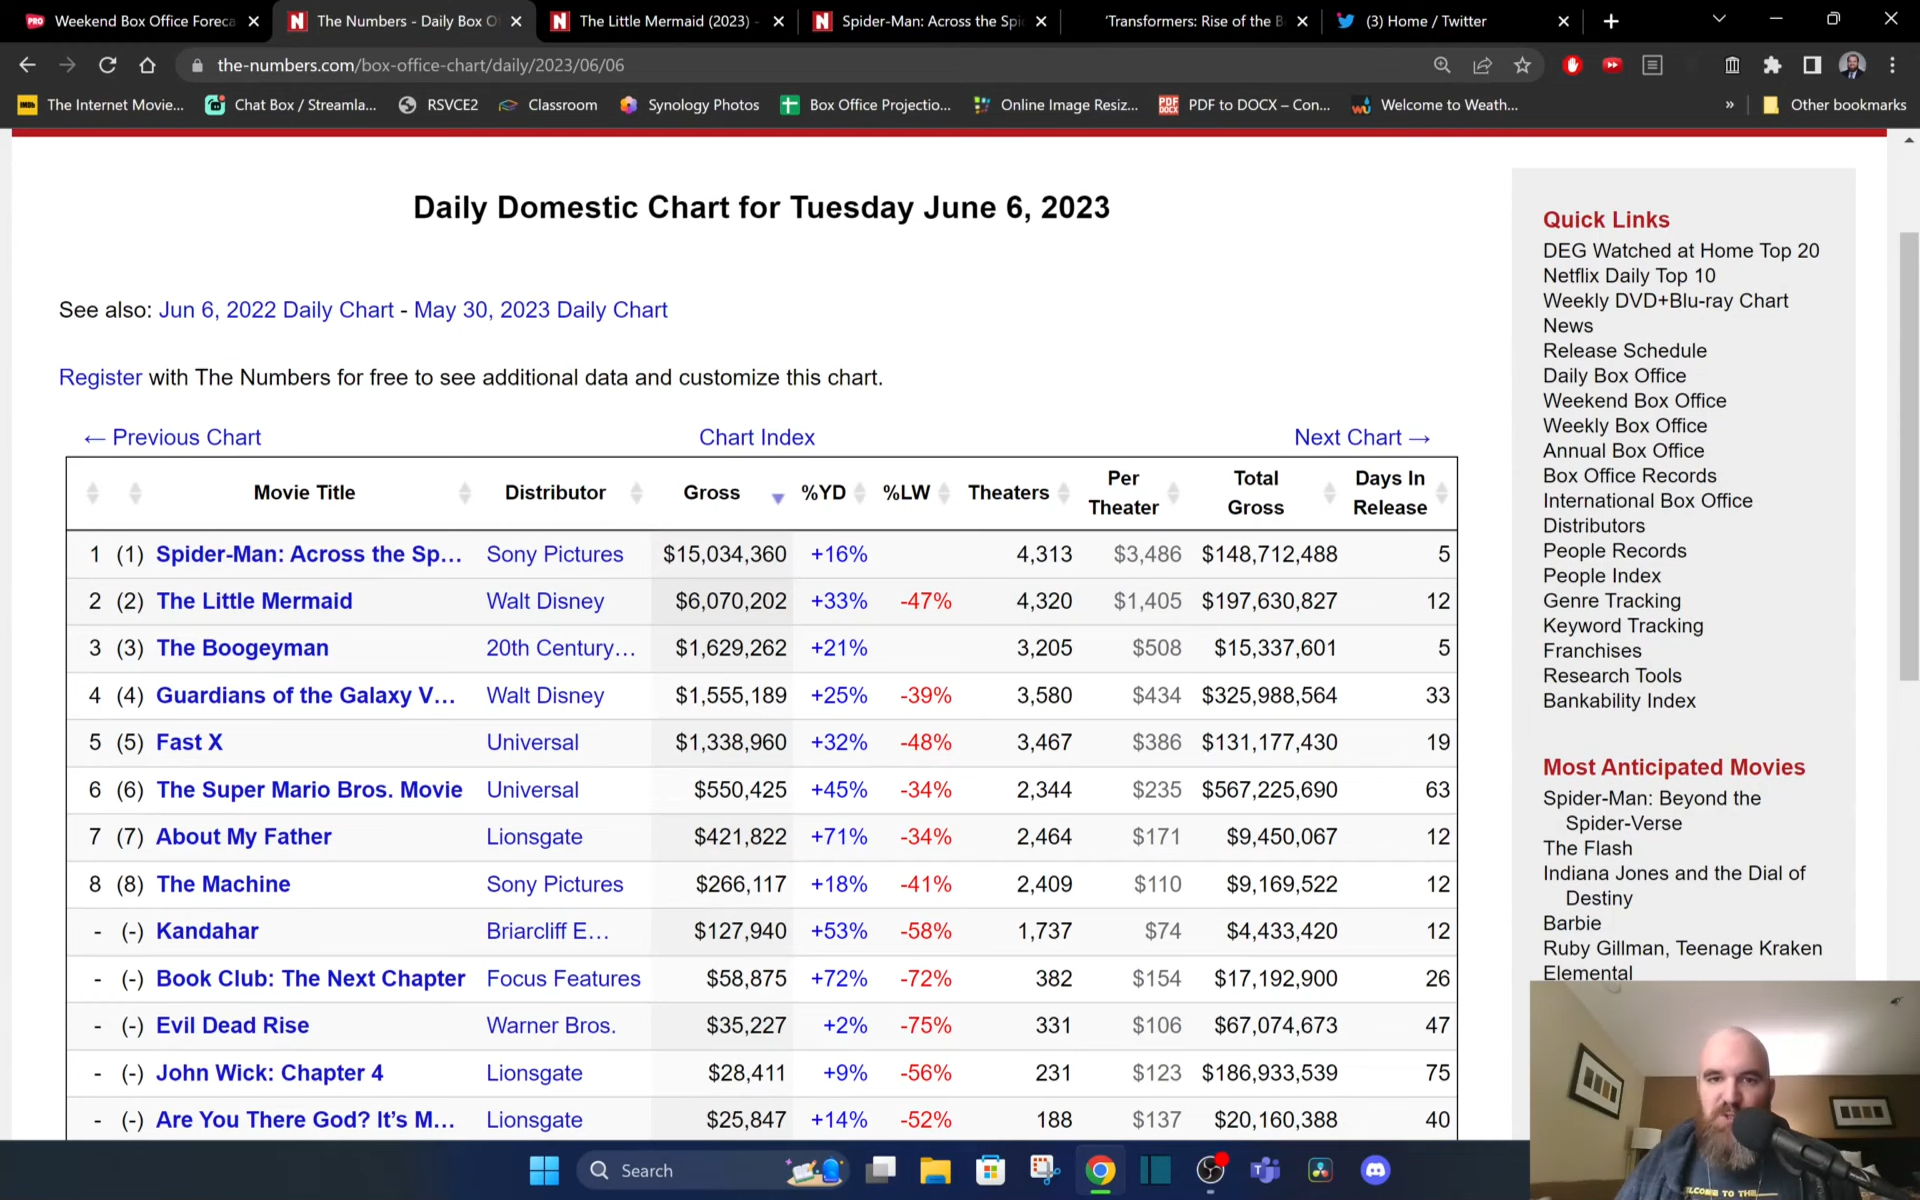 Weekend Box Office Foreca
The Numbers - Daily Box O
The Little Mermaid (2023) -
Spider-Man: Across the Spi
'Transformers: Rise of the B
(3) Home / Twitter
the-numbers.com/box-office-chart/daily/2023/06/06
The Internet Movie...
Chat Box / Streamla...
RSVCE2
Classroom
Synology Photos
Box Office Projectio...
Online Image Resiz...
PDF to DOCX – Con...
Welcome to Weath...
»
Other bookmarks
Daily Domestic Chart for Tuesday June 6, 2023
See also: Jun 6, 2022 Daily Chart - May 30, 2023 Daily Chart
Register with The Numbers for free to see additional data and customize this chart.
← Previous Chart Chart Index Next Chart →
Movie Title Distributor Gross %YD %LW Theaters Per Theater Total Gross Days In Release
1 (1) Spider-Man: Across the Sp... Sony Pictures $15,034,360 +16% 4,313 $3,486 $148,712,488 5
2 (2) The Little Mermaid Walt Disney $6,070,202 +33% -47% 4,320 $1,405 $197,630,827 12
3 (3) The Boogeyman 20th Century... $1,629,262 +21% 3,205 $508 $15,337,601 5
4 (4) Guardians of the Galaxy V... Walt Disney $1,555,189 +25% -39% 3,580 $434 $325,988,564 33
5 (5) Fast X Universal $1,338,960 +32% -48% 3,467 $386 $131,177,430 19
6 (6) The Super Mario Bros. Movie Universal $550,425 +45% -34% 2,344 $235 $567,225,690 63
7 (7) About My Father Lionsgate $421,822 +71% -34% 2,464 $171 $9,450,067 12
8 (8) The Machine Sony Pictures $266,117 +18% -41% 2,409 $110 $9,169,522 12
- (-) Kandahar Briarcliff E... $127,940 +53% -58% 1,737 $74 $4,433,420 12
- (-) Book Club: The Next Chapter Focus Features $58,875 +72% -72% 382 $154 $17,192,900 26
- (-) Evil Dead Rise Warner Bros. $35,227 +2% -75% 331 $106 $67,074,673 47
- (-) John Wick: Chapter 4 Lionsgate $28,411 +9% -56% 231 $123 $186,933,539 75
- (-) Are You There God? It's M... Lionsgate $25,847 +14% -52% 188 $137 $20,160,388 40
Quick Links
DEG Watched at Home Top 20
Netflix Daily Top 10
Weekly DVD+Blu-ray Chart
News
Release Schedule
Daily Box Office
Weekend Box Office
Weekly Box Office
Annual Box Office
Box Office Records
International Box Office
Distributors
People Records
People Index
Genre Tracking
Keyword Tracking
Franchises
Research Tools
Bankability Index
Most Anticipated Movies
Spider-Man: Beyond the
Spider-Verse
The Flash
Indiana Jones and the Dial of
Destiny
Barbie
Ruby Gillman, Teenage Kraken
Elemental
Search